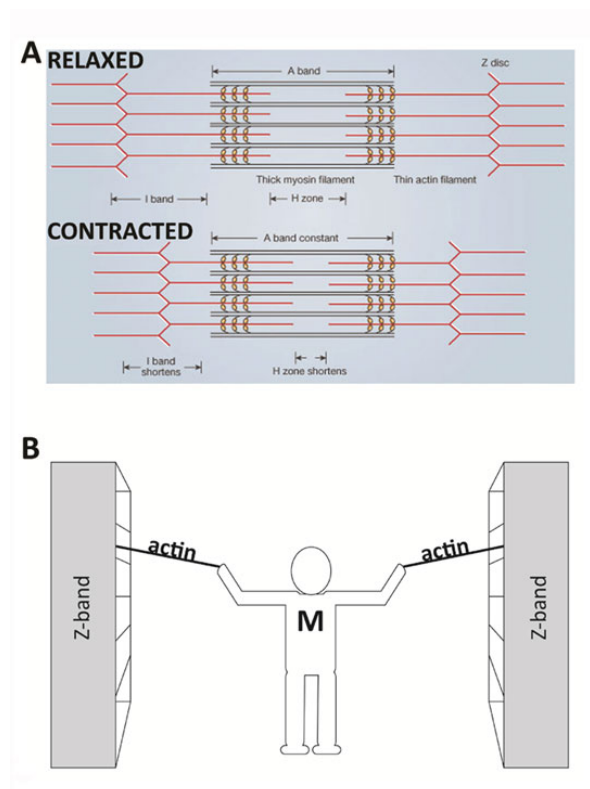 A
RELAXED
A band
Z disc
Thick myosin filament
Thin actin filament
I band
H zone
CONTRACTED
A band constant
I band
shortens
H zone shortens
B
Z-band
actin
M
actin
Z-band